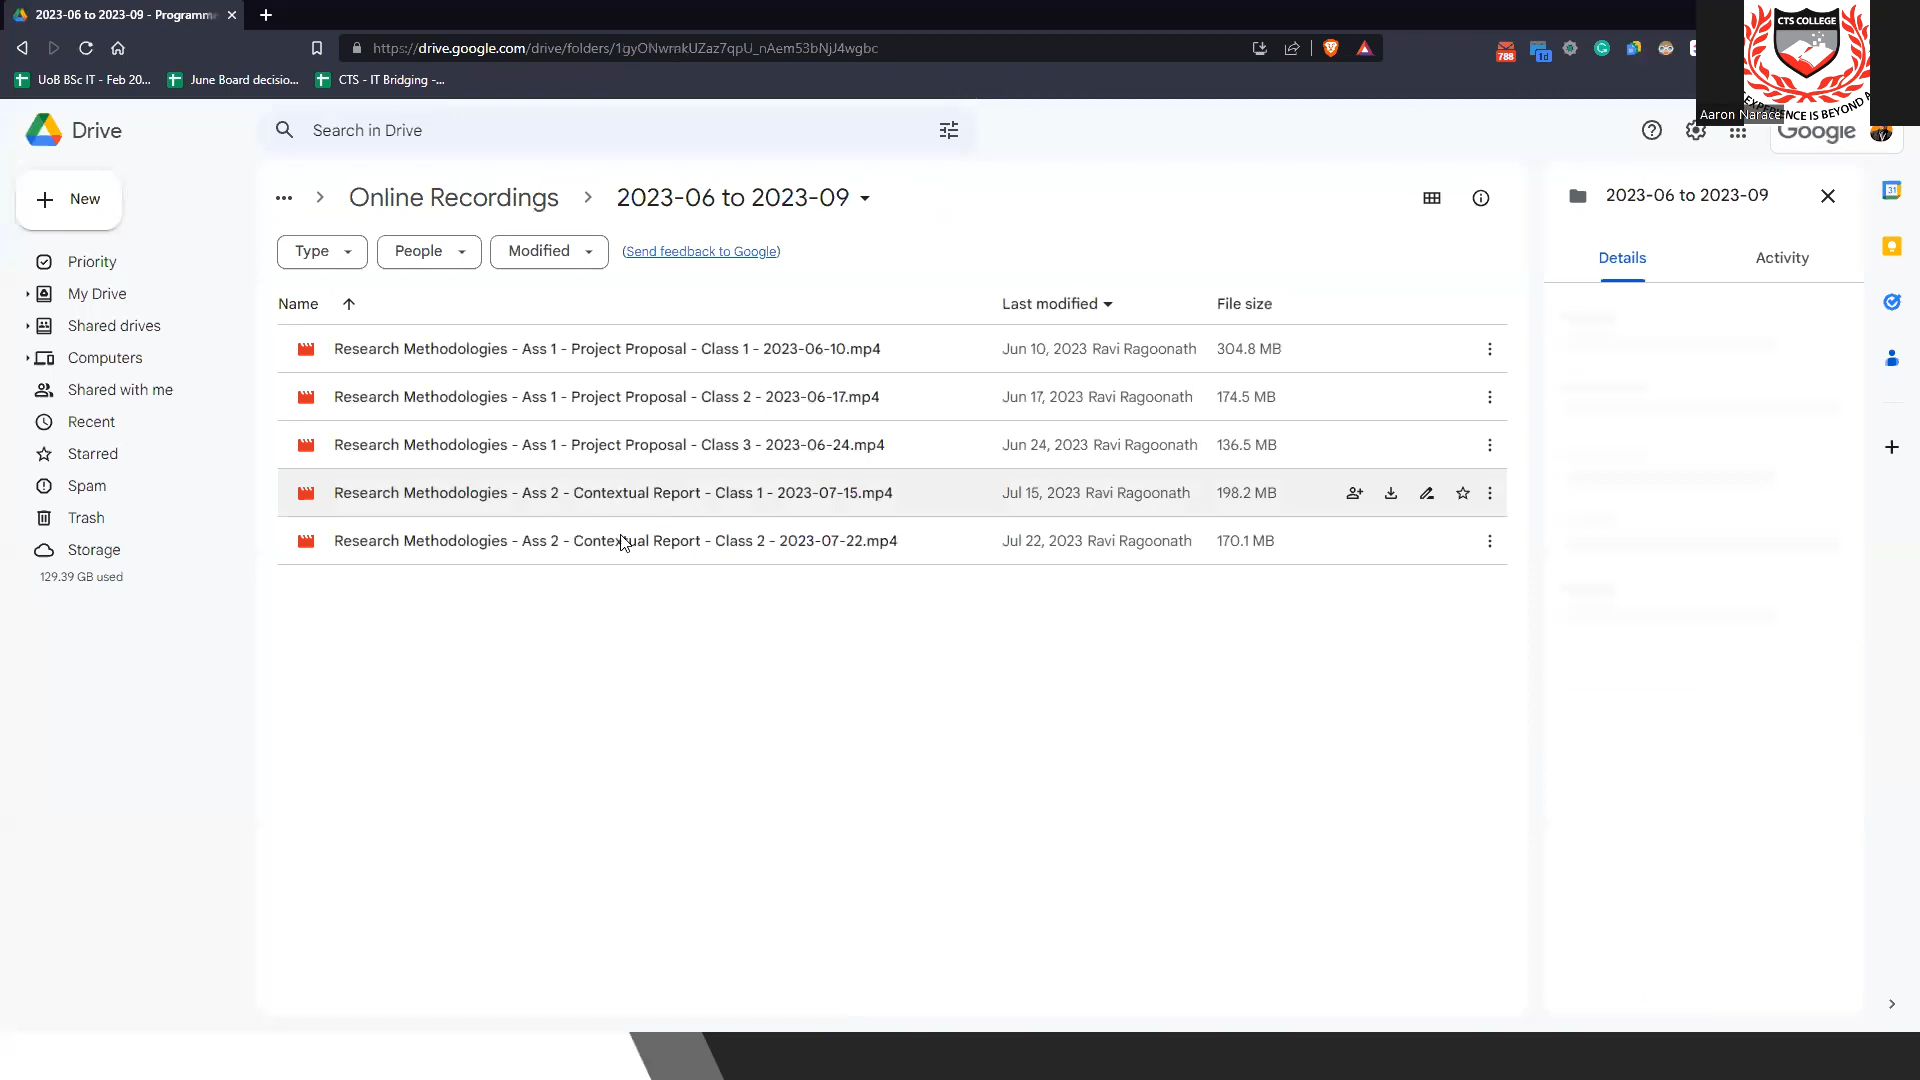 2023-06 to 2023-09 - Programm
https://drive.google.com/drive/folders/1gyONwrnkUZaz7qpU_nAem53bNjJ4wgbc
788
1d
UoB BSc IT - Feb 20...
June Board decisio...
CTS - IT Bridging -...
CTS COLLEGE
Aaron Narace
NCE IS BEYOND A
Drive
Search in Drive
Google
New
Online Recordings
2023-06 to 2023-09
2023-06 to 2023-09
31
Type
People
Modified
(Send feedback to Google)
Details
Activity
Priority
My Drive
Shared drives
Computers
Shared with me
Recent
Starred
Spam
Trash
Storage
129.39 GB used
Name
Last modified
File size
Research Methodologies - Ass 1 - Project Proposal - Class 1 - 2023-06-10.mp4 Jun 10, 2023 Ravi Ragoonath 304.8 MB
Research Methodologies - Ass 1 - Project Proposal - Class 2 - 2023-06-17.mp4 Jun 17, 2023 Ravi Ragoonath 174.5 MB
Research Methodologies - Ass 1 - Project Proposal - Class 3 - 2023-06-24.mp4 Jun 24, 2023 Ravi Ragoonath 136.5 MB
Research Methodologies - Ass 2 - Contextual Report - Class 1 - 2023-07-15.mp4 Jul 15, 2023 Ravi Ragoonath 198.2 MB
Research Methodologies - Ass 2 - Contextual Report - Class 2 - 2023-07-22.mp4 Jul 22, 2023 Ravi Ragoonath 170.1 MB